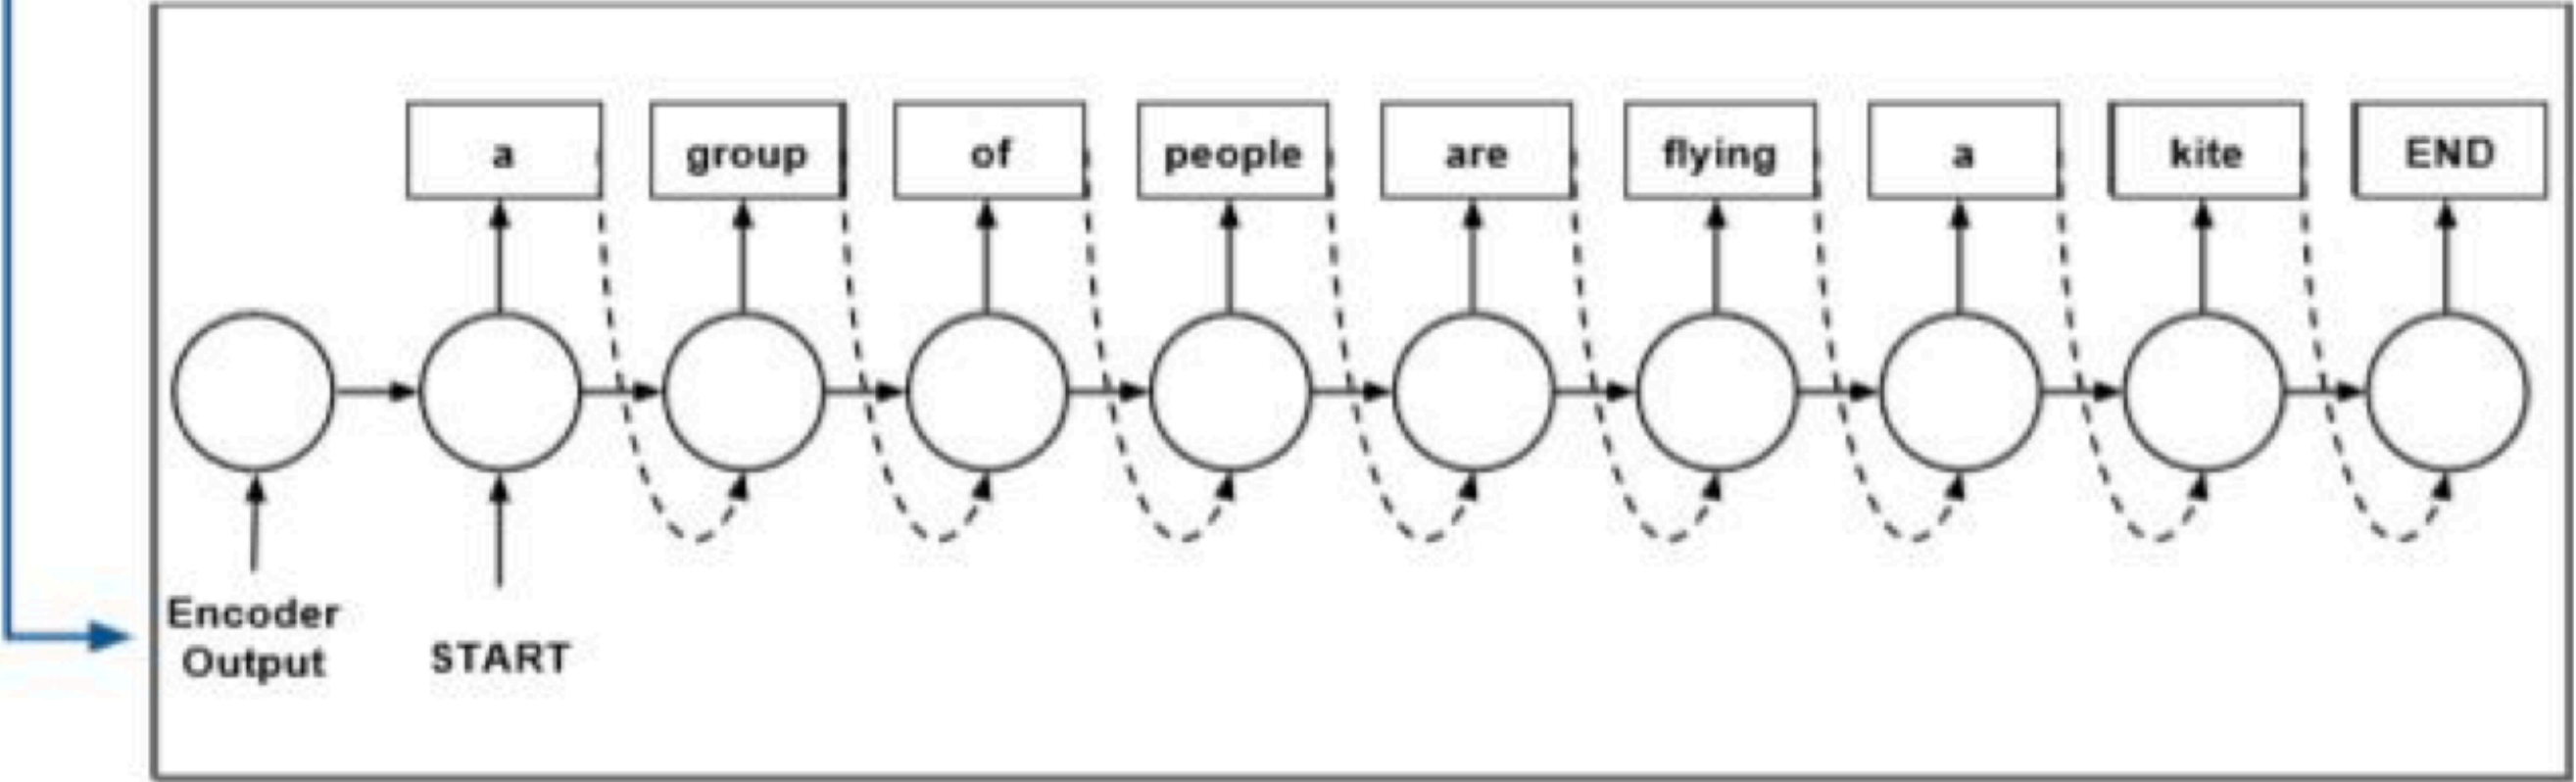 a group of people are flying a kite END
Encoder
Output
START